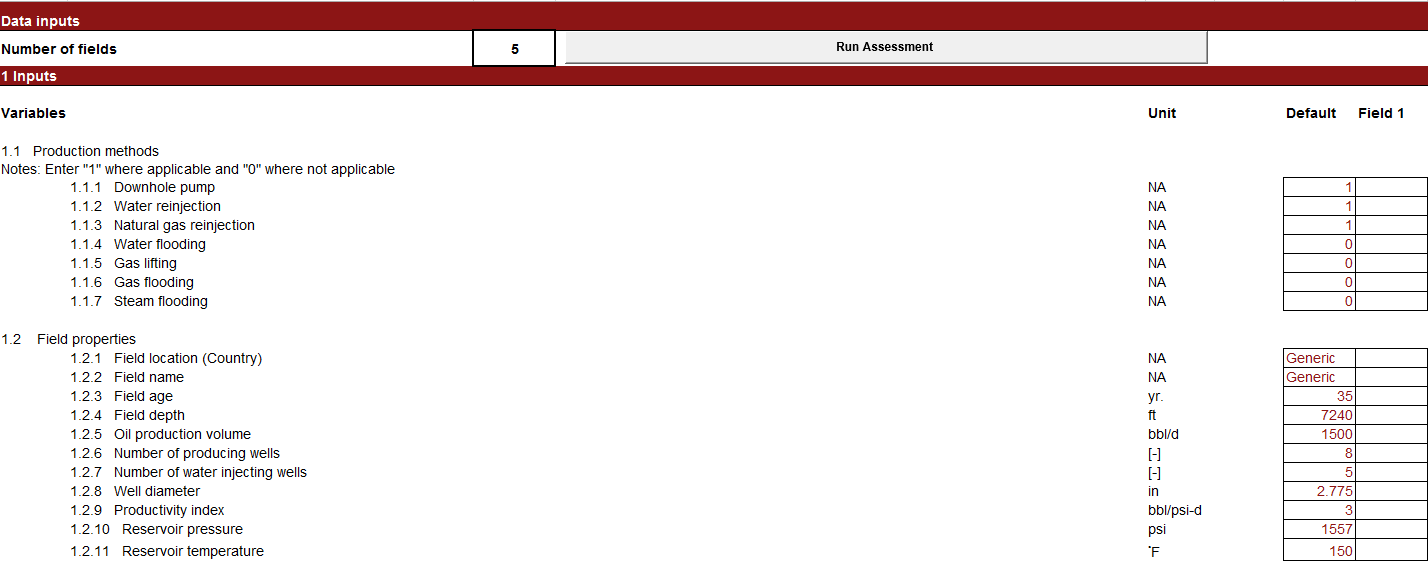 Data inputs
Number of fields 5 Run Assessment
1 Inputs
Variables Unit Default Field 1
1.1 Production methods
Notes: Enter "1" where applicable and "0" where not applicable
1.1.1 Downhole pump NA 1
1.1.2 Water reinjection NA 1
1.1.3 Natural gas reinjection NA 1
1.1.4 Water flooding NA 0
1.1.5 Gas lifting NA 0
1.1.6 Gas flooding NA 0
1.1.7 Steam flooding NA 0
1.2 Field properties
1.2.1 Field location (Country) NA Generic
1.2.2 Field name NA Generic
1.2.3 Field age yr. 35
1.2.4 Field depth ft 7240
1.2.5 Oil production volume bbl/d 1500
1.2.6 Number of producing wells [-] 8
1.2.7 Number of water injecting wells [-] 5
1.2.8 Well diameter in 2.775
1.2.9 Productivity index bbl/psi-d 3
1.2.10 Reservoir pressure psi 1557
1.2.11 Reservoir temperature °F 150